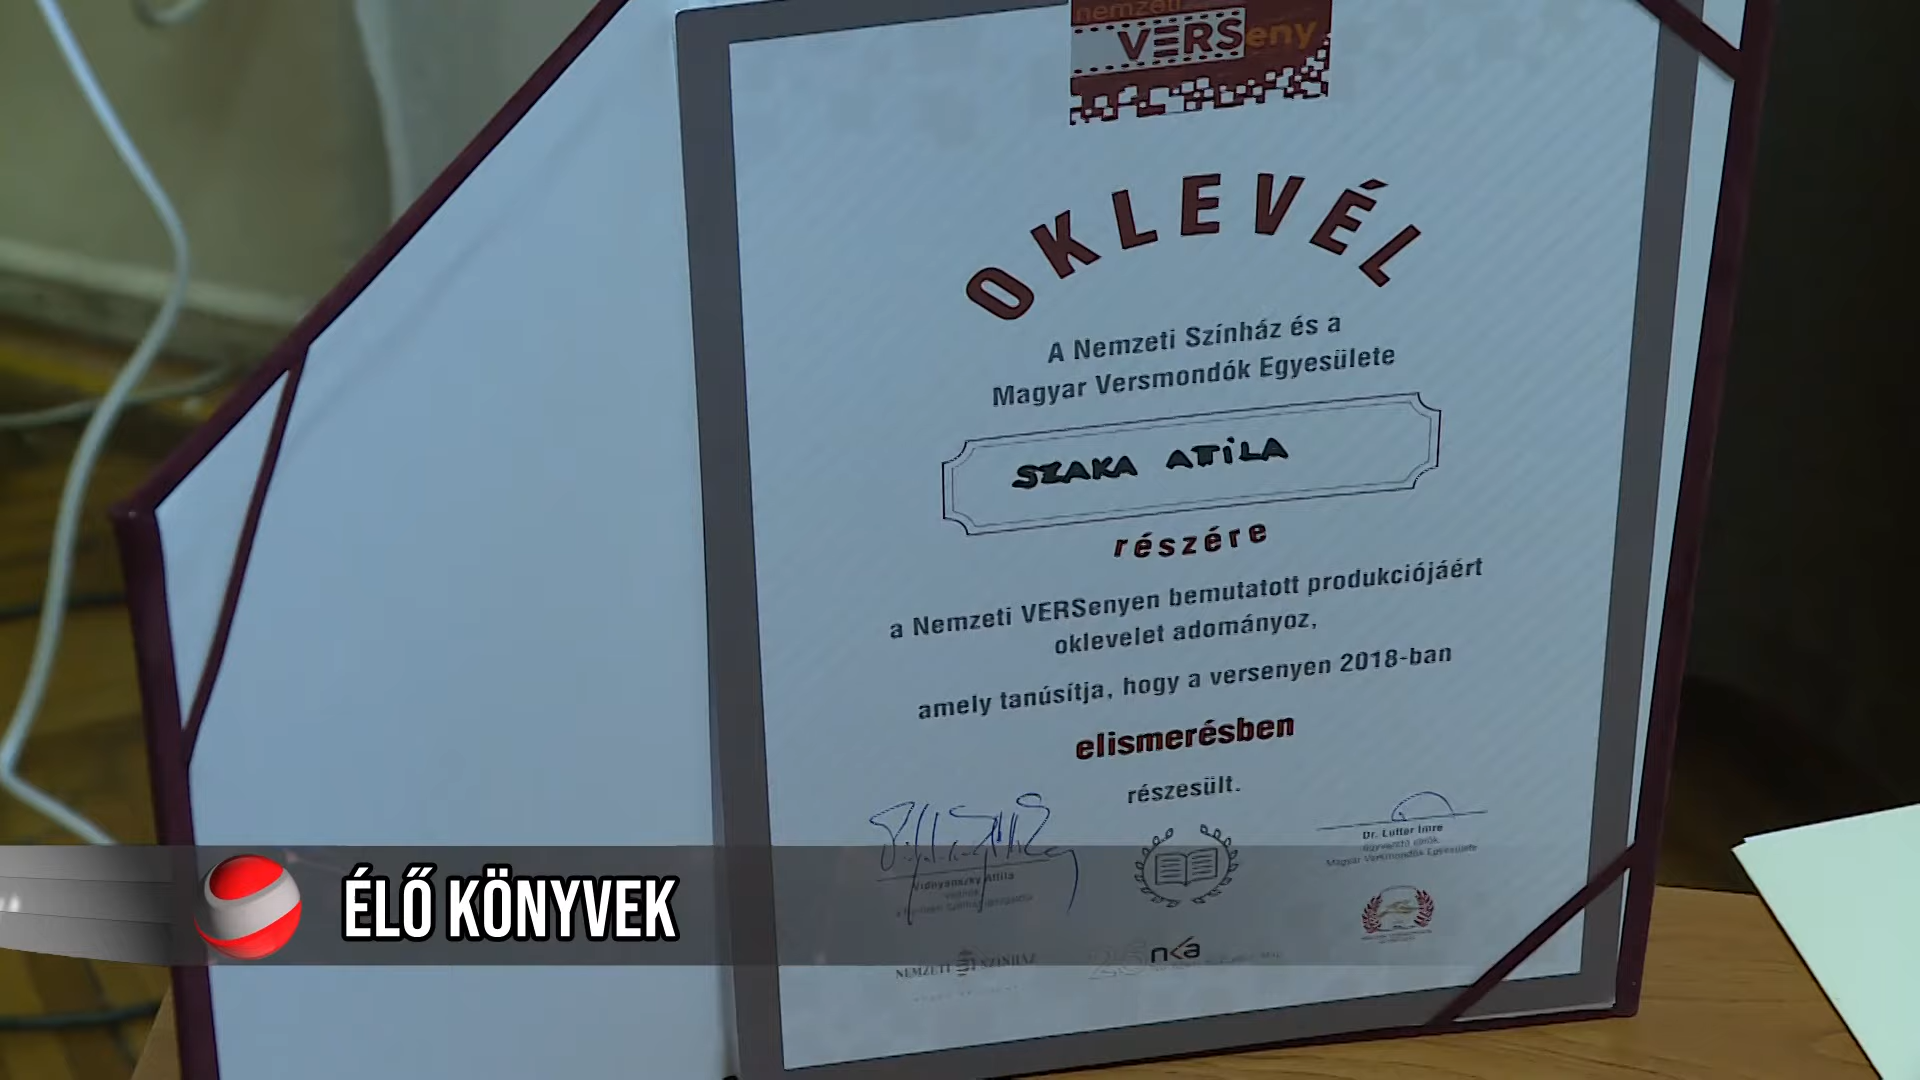 nemzeti
VERSeny
OKLEVÉL
A Nemzeti Színház és a
Magyar Versmondók Egyesülete
SZAKA ATTILA
részére
a Nemzeti VERSenyen bemutatott produkciójáért
oklevelet adományoz,
amely tanúsítja, hogy a versenyen 2018-ban
elismerésben
részesült.
Vidnyánszky Attila
Dr. Lutter Imre
Magyar Versmondók Egyesülete
NEMZETI SZÍNHÁZ
25 nka
ÉLŐ KÖNYVEK